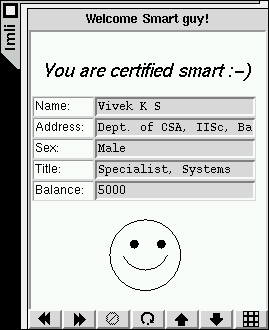 Imli
Welcome Smart guy!
You are certified smart :-)
Name: Vivek K S
Address: Dept. of CSA, IISc, Ba
Sex: Male
Title: Specialist, Systems
Balance: 5000